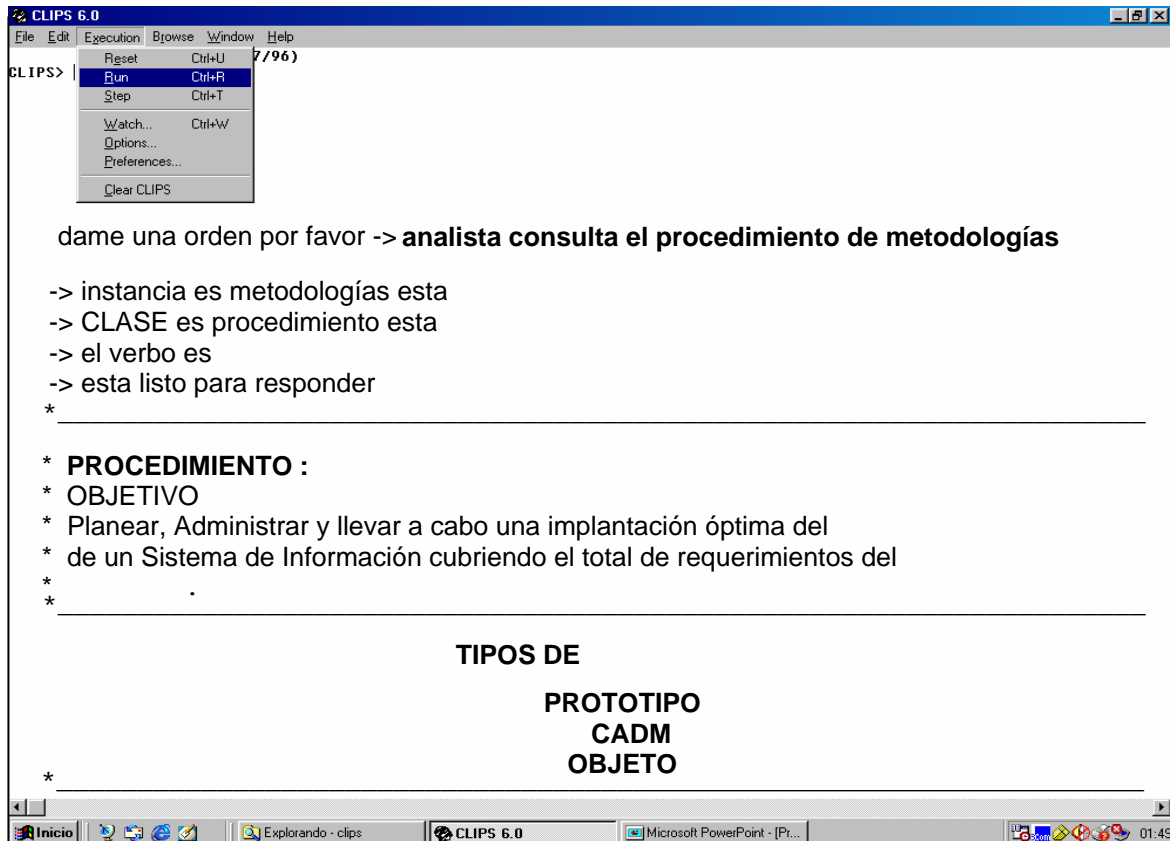 CLIPS 6.0
File Edit Execution Browse Window Help
7/96)
CLIPS>
Reset Ctrl+U
Run Ctrl+R
Step Ctrl+T
Watch... Ctrl+W
Options...
Preferences...
Clear CLIPS
dame una orden por favor -> analista consulta el procedimiento de metodologías
-> instancia es metodologías esta
-> CLASE es procedimiento esta
-> el verbo es
-> esta listo para responder
*
* PROCEDIMIENTO :
* OBJETIVO
* Planear, Administrar y llevar a cabo una implantación óptima del
* de un Sistema de Información cubriendo el total de requerimientos del
* .
*
TIPOS DE
PROTOTIPO
CADM
OBJETO
*
Inicio Explorando - clips CLIPS 6.0 Microsoft PowerPoint - [Pr... 01:49